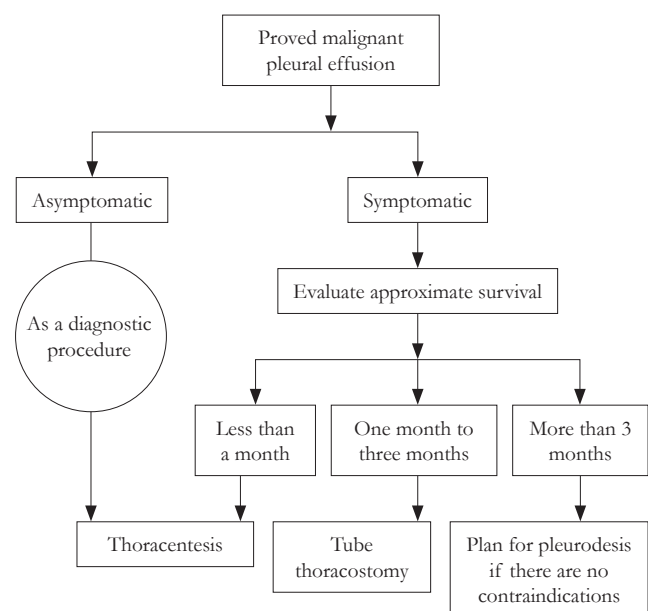 Proved malignant
pleural effusion
Asymptomatic
Symptomatic
As a diagnostic
procedure
Evaluate approximate survival
Less than
a month
One month to
three months
More than 3
months
Thoracentesis
Tube
thoracostomy
Plan for pleurodesis
if there are no
contraindications